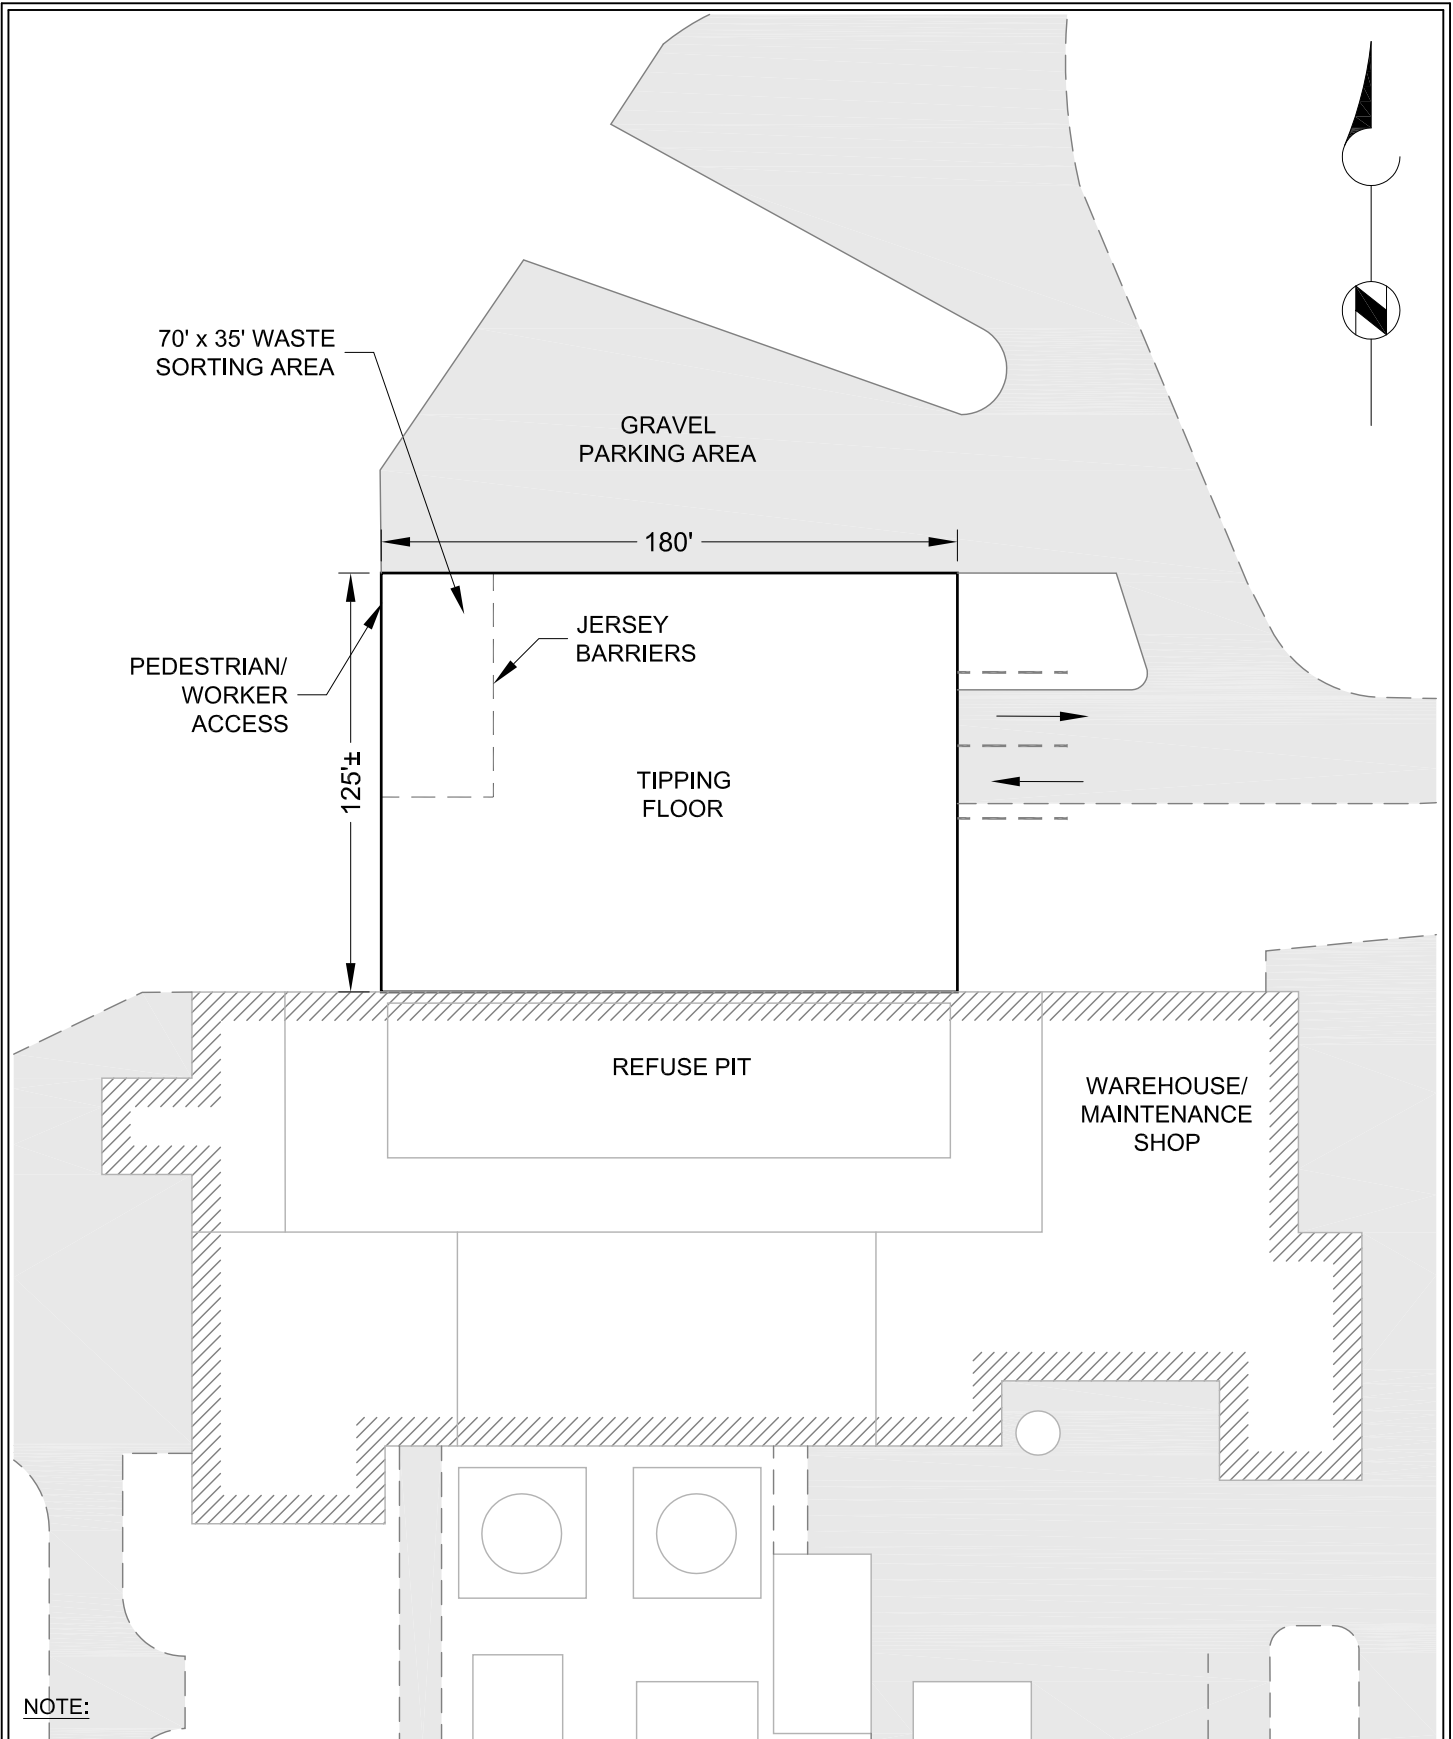 70' x 35' WASTE
SORTING AREA
GRAVEL
PARKING AREA
180'
JERSEY
BARRIERS
PEDESTRIAN/
WORKER
ACCESS
125'±
TIPPING
FLOOR
REFUSE PIT
WAREHOUSE/
MAINTENANCE
SHOP
NOTE: